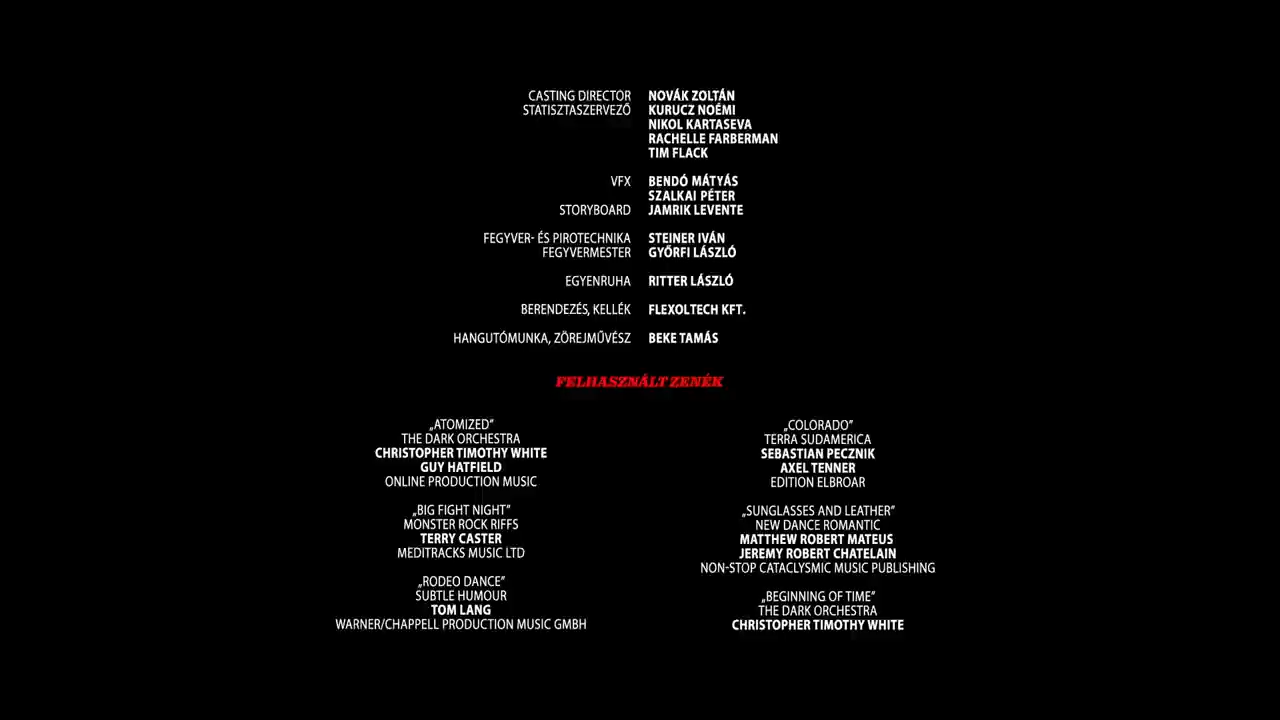 CASTING DIRECTOR NOVÁK ZOLTÁN
STATISZTASZERVEZŐ KURUCZ NOÉMI
NIKOL KARTASEVA
RACHELLE FARBERMAN
TIM FLACK
VFX BENDÓ MÁTYÁS
SZALKAI PÉTER
STORYBOARD JAMRIK LEVENTE
FEGYVER- ÉS PIROTECHNIKA STEINER IVÁN
FEGYVERMESTER GYŐRFI LÁSZLÓ
EGYENRUHA RITTER LÁSZLÓ
BERENDEZÉS, KELLÉK FLEXOLTECH KFT.
HANGUTÓMUNKA, ZÖREJMŰVÉSZ BEKE TAMÁS
FELHASZNÁLT ZENÉK
„ATOMIZED”
THE DARK ORCHESTRA
CHRISTOPHER TIMOTHY WHITE
GUY HATFIELD
ONLINE PRODUCTION MUSIC
„BIG FIGHT NIGHT”
MONSTER ROCK RIFFS
TERRY CASTER
MEDITRACKS MUSIC LTD
„RODEO DANCE”
SUBTLE HUMOUR
TOM LANG
WARNER/CHAPPELL PRODUCTION MUSIC GMBH
„COLORADO”
TERRA SUDAMERICA
SEBASTIAN PECZNIK
AXEL TENNER
EDITION ELBROAR
„SUNGLASSES AND LEATHER”
NEW DANCE ROMANTIC
MATTHEW ROBERT MATEUS
JEREMY ROBERT CHATELAIN
NON-STOP CATACLYSMIC MUSIC PUBLISHING
„BEGINNING OF TIME”
THE DARK ORCHESTRA
CHRISTOPHER TIMOTHY WHITE